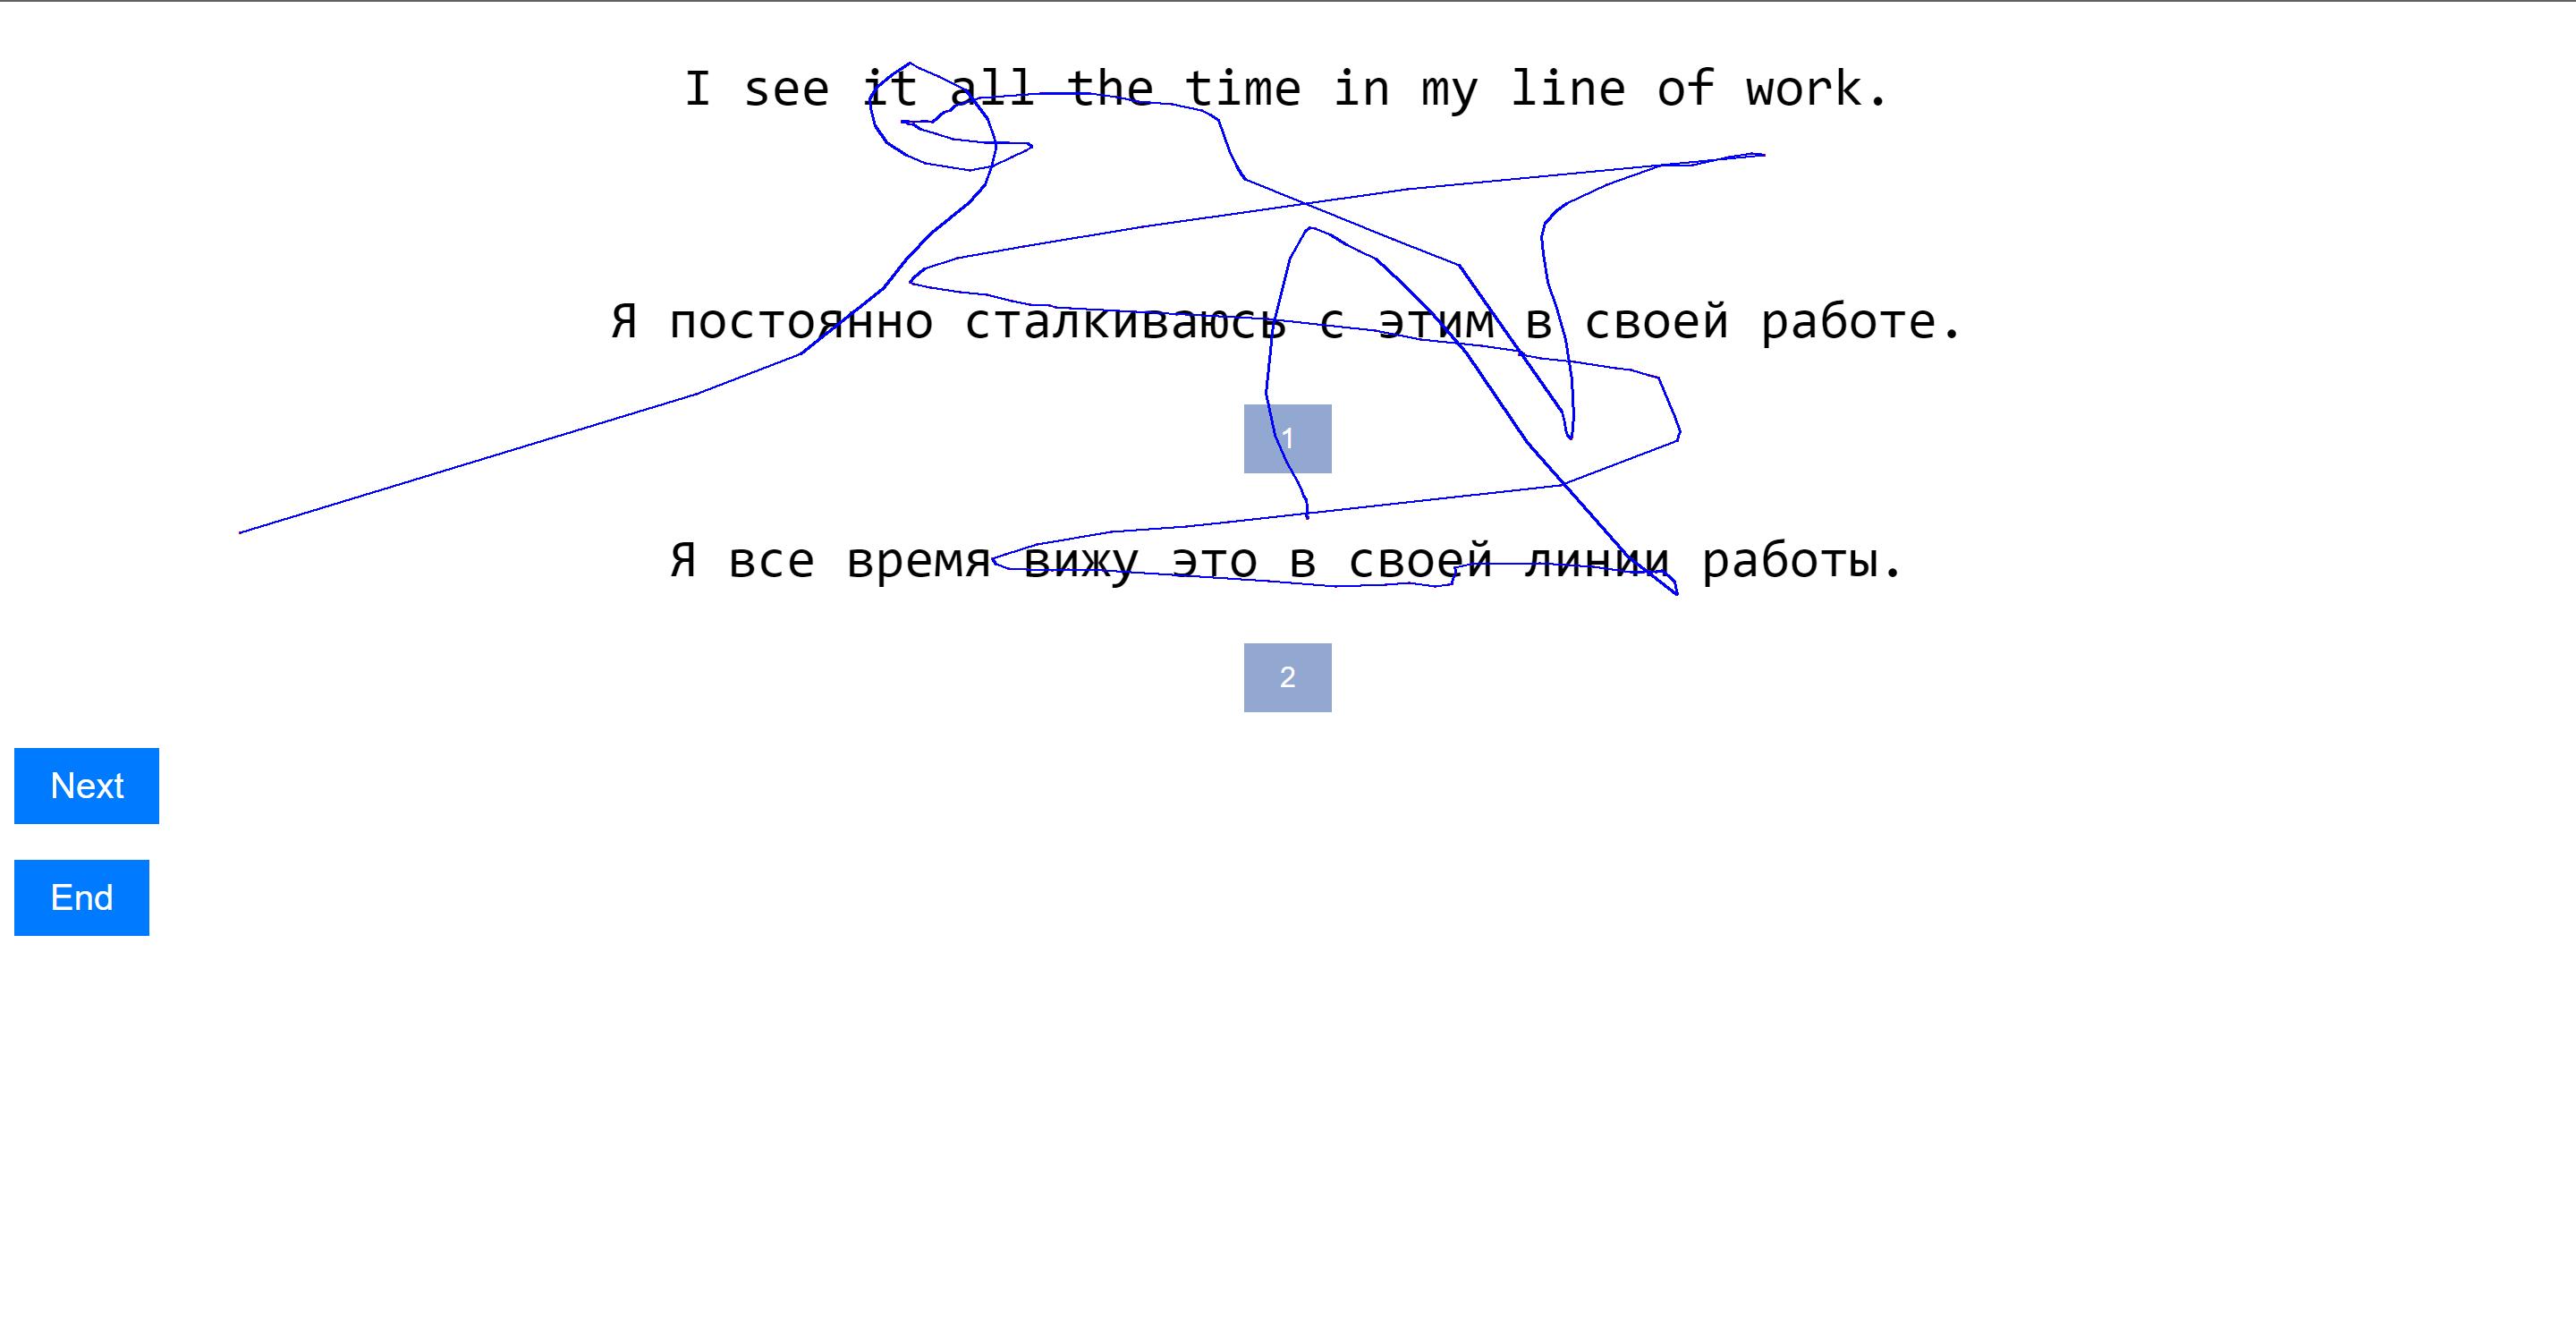 I see it all the time in my line of work.
Я постоянно сталкиваюсь с этим в своей работе.
1
Я все время вижу это в своей линии работы.
2
Next
End